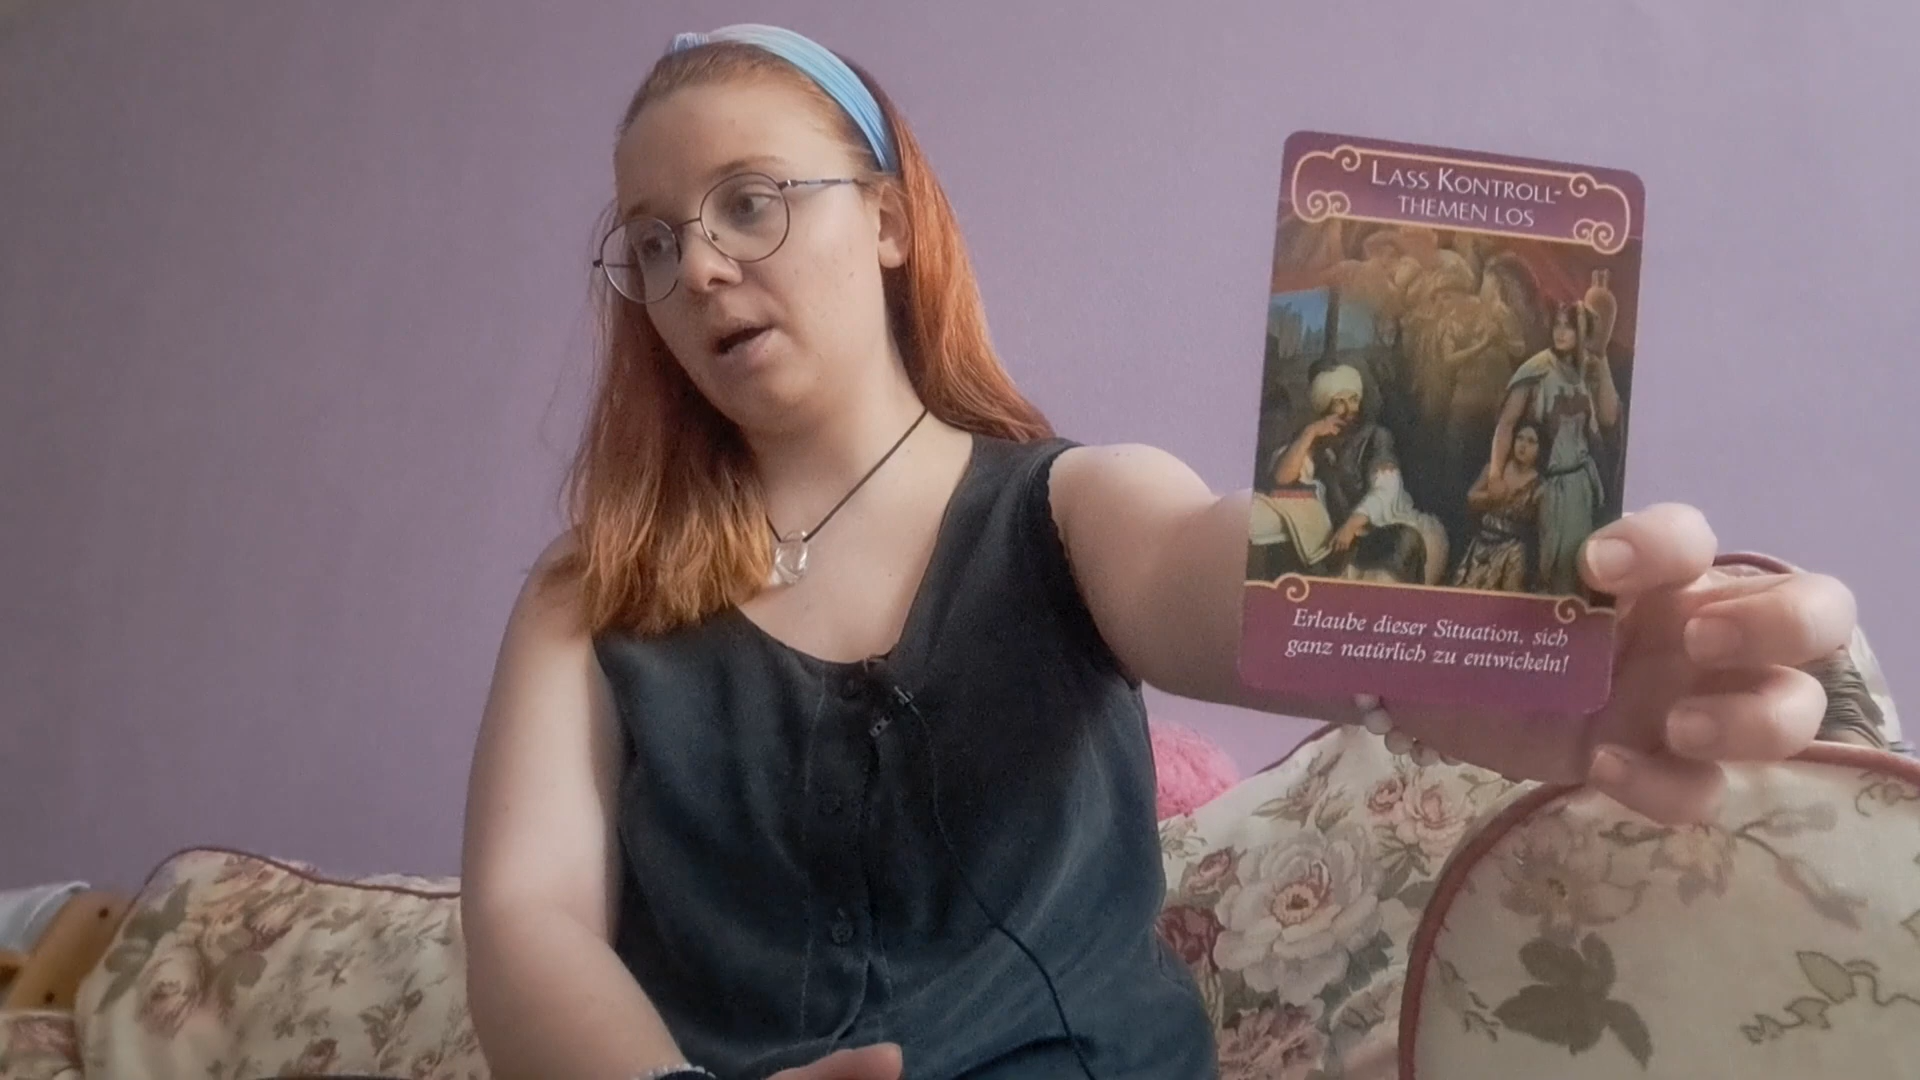 LASS KONTROLL-
THEMEN LOS
Erlaube dieser Situation, sich
ganz natürlich zu entwickeln!